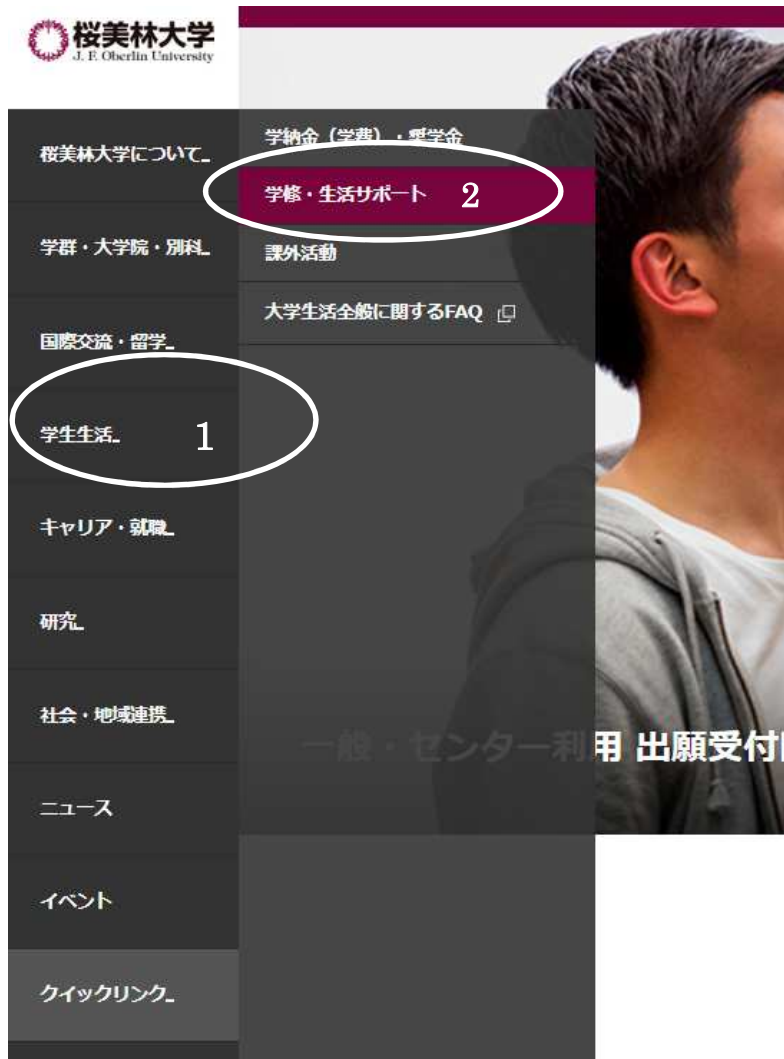 桜美林大学
J. F. Oberlin University
桜美林大学について
学群・大学院・別科
国際交流・留学
学生生活 1
キャリア・就職
研究
社会・地域連携
ニュース
イベント
クイックリンク
学納金（学費）・奨学金
学修・生活サポート 2
課外活動
大学生活全般に関するFAQ
一般・センター利用 出願受付